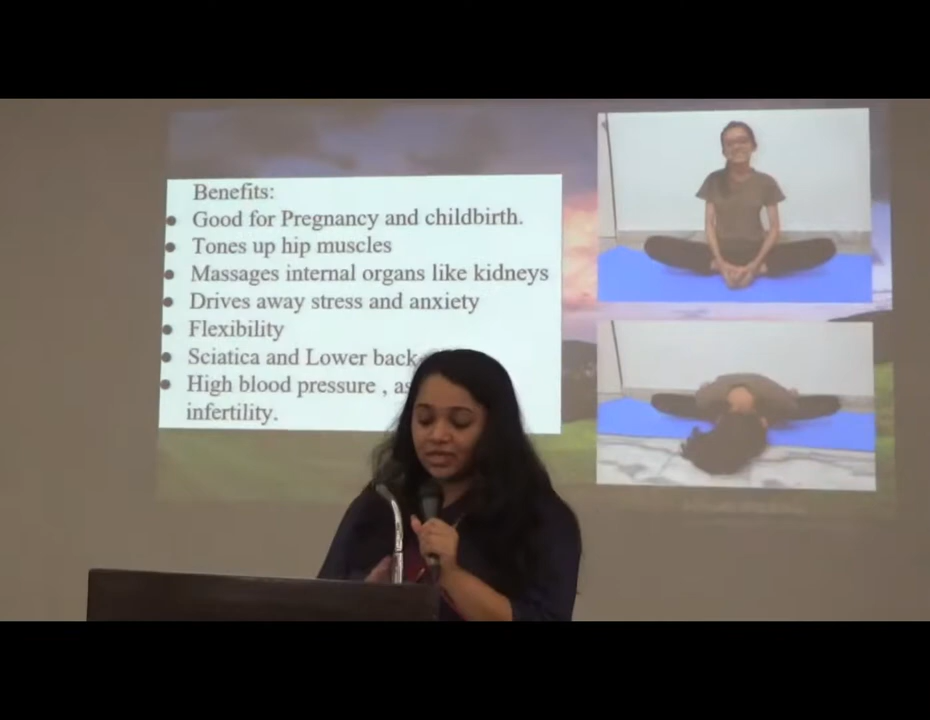 Benefits:
● Good for Pregnancy and childbirth.
● Tones up hip muscles
● Massages internal organs like kidneys
● Drives away stress and anxiety
● Flexibility
● Sciatica and Lower back
● High blood pressure ,
infertility.